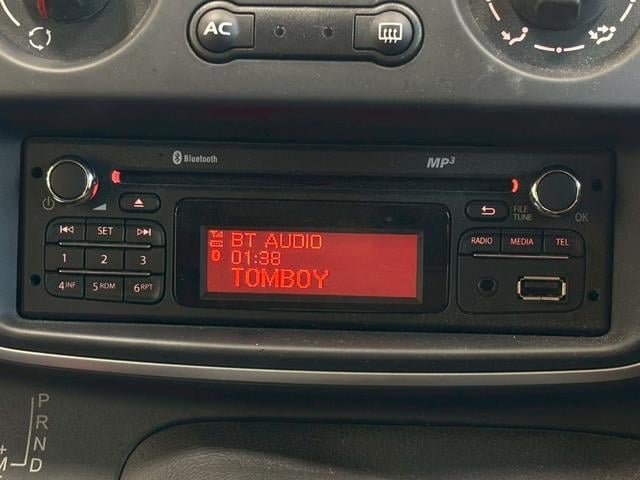 AC
Bluetooth
MP3
SET
1 2 3
4 INF 5 RDM 6 RPT
BT AUDIO
01:38
TOMBOY
FILE
TUNE
OK
RADIO MEDIA TEL
P
R
N
+
M D